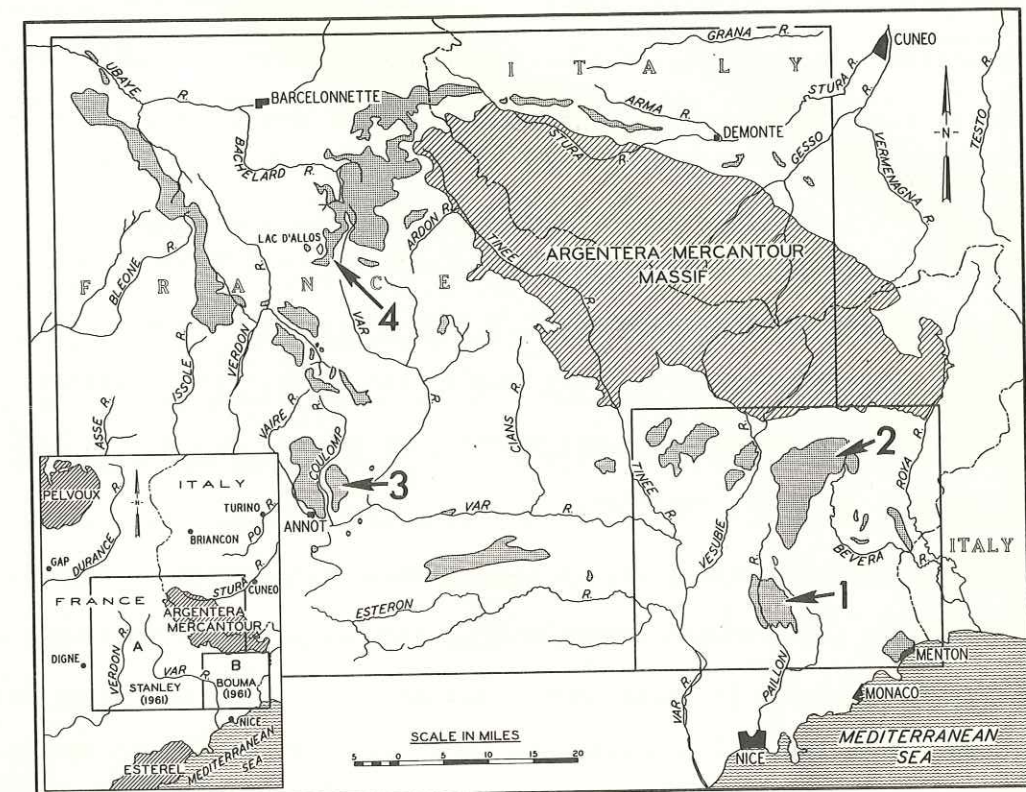 GRANA R.
CUNEO
I T A L Y
UBAYE
R.
BARCELONNETTE
ARMA R.
STURA R.
N
TESTO R.
BACHELARD R.
STURA R.
DEMONTE
GESSO R.
VERMENAGNA R.
LAC D'ALLOS
ARDON R.
TINEE R.
ARGENTERA MERCANTOUR
MASSIF
F R A N C E
BLÉONE R.
4
VAR R.
ISSOLE R.
VERDON R.
ASSE R.
VAIRE R.
COULOMP R.
CIANS R.
3
ANNOT
VAR R.
TINEE R.
VESUBIE R.
2
ROYA R.
BEVERA R.
ITALY
1
ESTERON R.
PAILLON R.
VAR R.
MENTON
MONACO
NICE
MEDITERRANEAN
SEA
SCALE IN MILES
5 0 5 10 15 20
PELVOUX
ITALY
TURINO
BRIANCON
PO R.
GAP
DURANCE R.
STURA R.
CUNEO
FRANCE
ARGENTERA
MERCANTOUR
DIGNE
VERDON R.
A
VAR R.
B
STANLEY
(1961)
BOUMA
(1961)
NICE
ESTEREL
MEDITERRANEAN
SEA